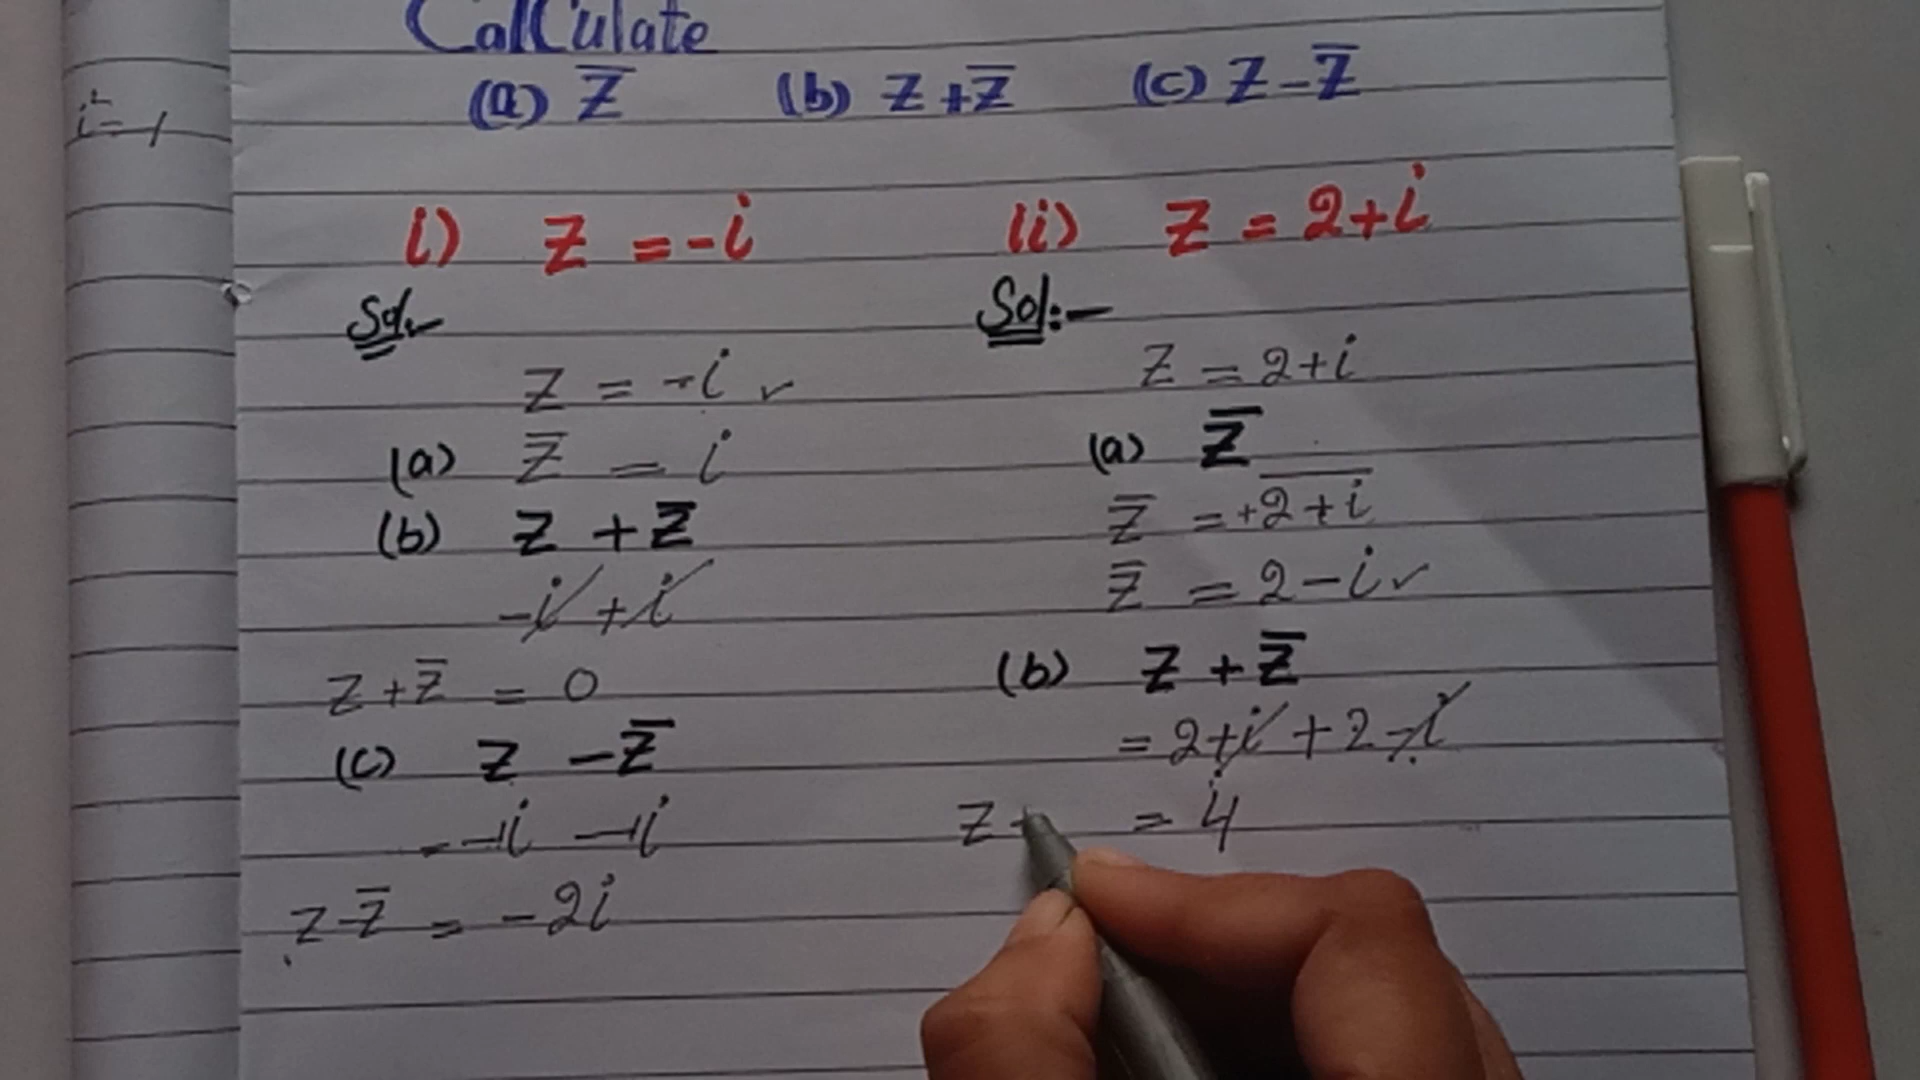 Calculate
(a) z̅ (b) z + z̅ (c) z - z̅
i² = -1
i) z = -i
Sol:-
z = -i ✓
(a) z̅ = i
(b) z + z̅
-i + i
z + z̅ = 0
(c) z - z̅
= -i - i
z - z̅ = -2i
(ii) z = 2+i
Sol:-
z = 2+i
(a) z̅
z̅ = +2+i
z̅ = 2-i ✓
(b) z + z̅
= 2+i + 2-i
z + = 4